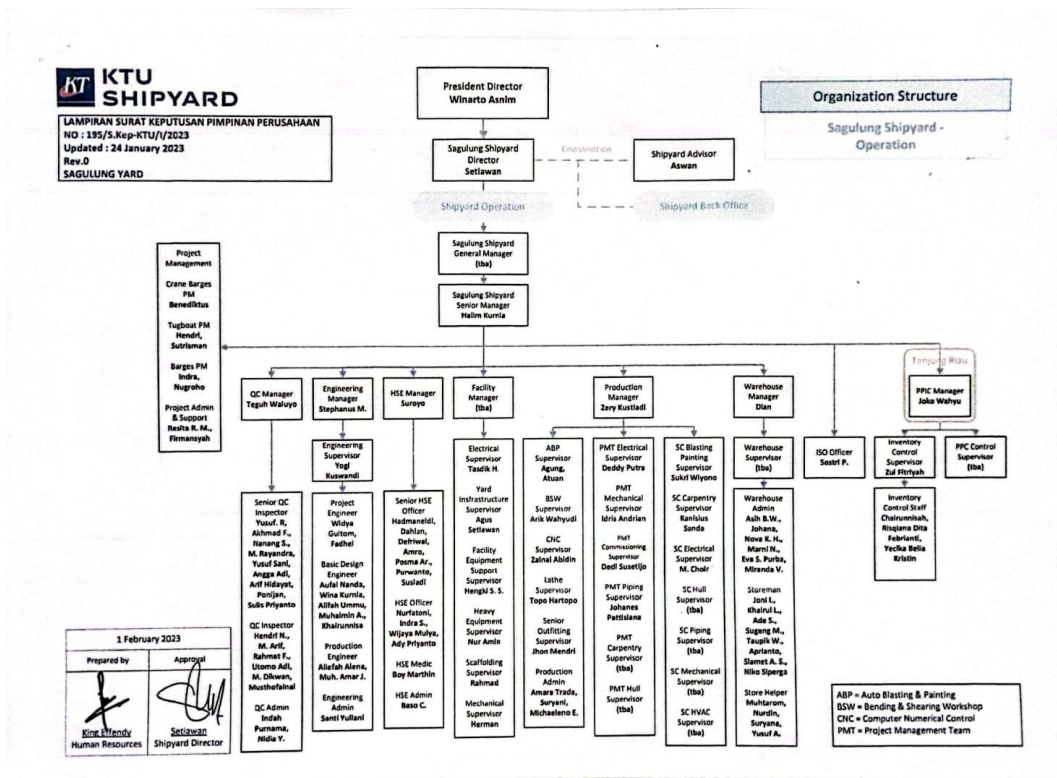 KT
KTU
SHIPYARD
LAMPIRAN SURAT KEPUTUSAN PIMPINAN PERUSAHAAN
NO : 195/S.Kep-KTU/I/2023
Updated : 24 January 2023
Rev.0
SAGULUNG YARD
Organization Structure
Sagulung Shipyard -
Operation
President Director
Winarto Asnim
Sagulung Shipyard
Director
Setiawan
Coordination
Shipyard Advisor
Aswan
Shipyard Operation
Shipyard Back Office
Sagulung Shipyard
General Manager
(tba)
Sagulung Shipyard
Senior Manager
Halim Kurnia
Project
Management
Crane Barges
PM
Benediktus
Tugboat PM
Hendri,
Sutrisman
Barges PM
Indra,
Nugroho
Project Admin
& Support
Resita R. M.,
Firmansyah
QC Manager
Teguh Waluyo
Senior QC
Inspector
Yusuf. R,
Akhmad F.,
Nanang S.,
M. Rayandra,
Yusuf Sani,
Angga Adi,
Arif Hidayat,
Ponijan,
Sulis Priyanto
QC Inspector
Hendri N.,
M. Arif,
Rahmat F.,
Utomo Adi,
M. Dikwan,
Musthofainal
QC Admin
Indah
Purnama,
Nidia Y.
Engineering
Manager
Stephanus M.
Engineering
Supervisor
Yogi
Kuswandi
Project
Engineer
Widya
Gultom,
Fadhel
Basic Design
Engineer
Aufal Nanda,
Wina Kurnia,
Alifah Ummu,
Muhaimin A.,
Khairunnisa
Production
Engineer
Aliefah Alena,
Muh. Amar J.
Engineering
Admin
Santi Yuliani
HSE Manager
Suroyo
Senior HSE
Officer
Hadmaneldi,
Dahlan,
Defriwal,
Amro,
Posma Ar.,
Purwanto,
Susiadi
HSE Officer
Nurfatoni,
Indra S.,
Wijaya Mulya,
Ady Priyanto
HSE Medic
Boy Marthin
HSE Admin
Baso C.
Facility
Manager
(tba)
Electrical
Supervisor
Tasdik H.
Yard
Insfrastructure
Supervisor
Agus
Setiawan
Facility
Equipment
Support
Supervisor
Hengki S. S.
Heavy
Equipment
Supervisor
Nur Amin
Scaffolding
Supervisor
Rahmad
Mechanical
Supervisor
Herman
Production
Manager
Zery Kustiadi
ABP
Supervisor
Agung,
Atuan
BSW
Supervisor
Arik Wahyudi
CNC
Supervisor
Zainal Abidin
Lathe
Supervisor
Topo Hartopo
Senior
Outfitting
Supervisor
Jhon Mendri
Production
Admin
Amara Trada,
Suryani,
Michaeleno E.
PMT Electrical
Supervisor
Deddy Putra
PMT
Mechanical
Supervisor
Idris Andrian
PMT
Commissioning
Supervisor
Dedi Susetijo
PMT Piping
Supervisor
Johanes
Pattisiana
PMT
Carpentry
Supervisor
(tba)
PMT Hull
Supervisor
(tba)
SC Blasting
Painting
Supervisor
Sukri Wiyono
SC Carpentry
Supervisor
Kanisius
Sanda
SC Electrical
Supervisor
M. Choir
SC Hull
Supervisor
(tba)
SC Piping
Supervisor
(tba)
SC Mechanical
Supervisor
(tba)
SC HVAC
Supervisor
(tba)
Warehouse
Manager
Dian
Warehouse
Supervisor
(tba)
Warehouse
Admin
Asih B.W.,
Johana,
Nova K. H.,
Marni N.,
Eva S. Purba,
Miranda V.
Storeman
Joni I.,
Khairul L.,
Ade S.,
Sugeng M.,
Taupik W.,
Aprianto,
Slamet A. S.,
Niko Siperga
Store Helper
Muhtarom,
Nurdin,
Suryana,
Yusuf A.
ISO Officer
Sostri P.
Tanjung Riau
PPIC Manager
Joko Wahyu
Inventory
Control
Supervisor
Zul Fitriyah
PPC Control
Supervisor
(tba)
Inventory
Control Staff
Chairunnisah,
Risqiana Dita
Febrianti,
Yecika Bella
Kristin
1 February 2023
Prepared by
Approval
King Effendy
Human Resources
Setiawan
Shipyard Director
ABP = Auto Blasting & Painting
BSW = Bending & Shearing Workshop
CNC = Computer Numerical Control
PMT = Project Management Team